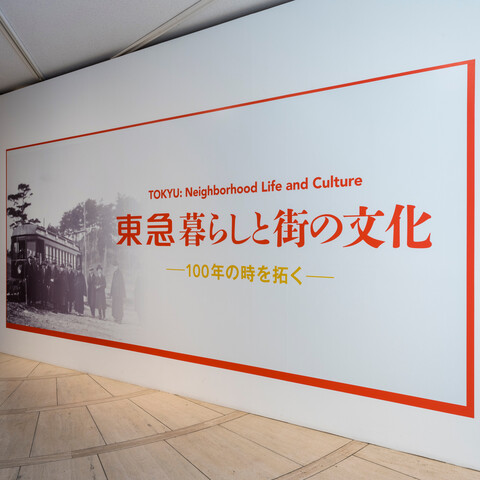 TOKYU: Neighborhood Life and Culture
東急 暮らしと街の文化
―100年の時を拓く―